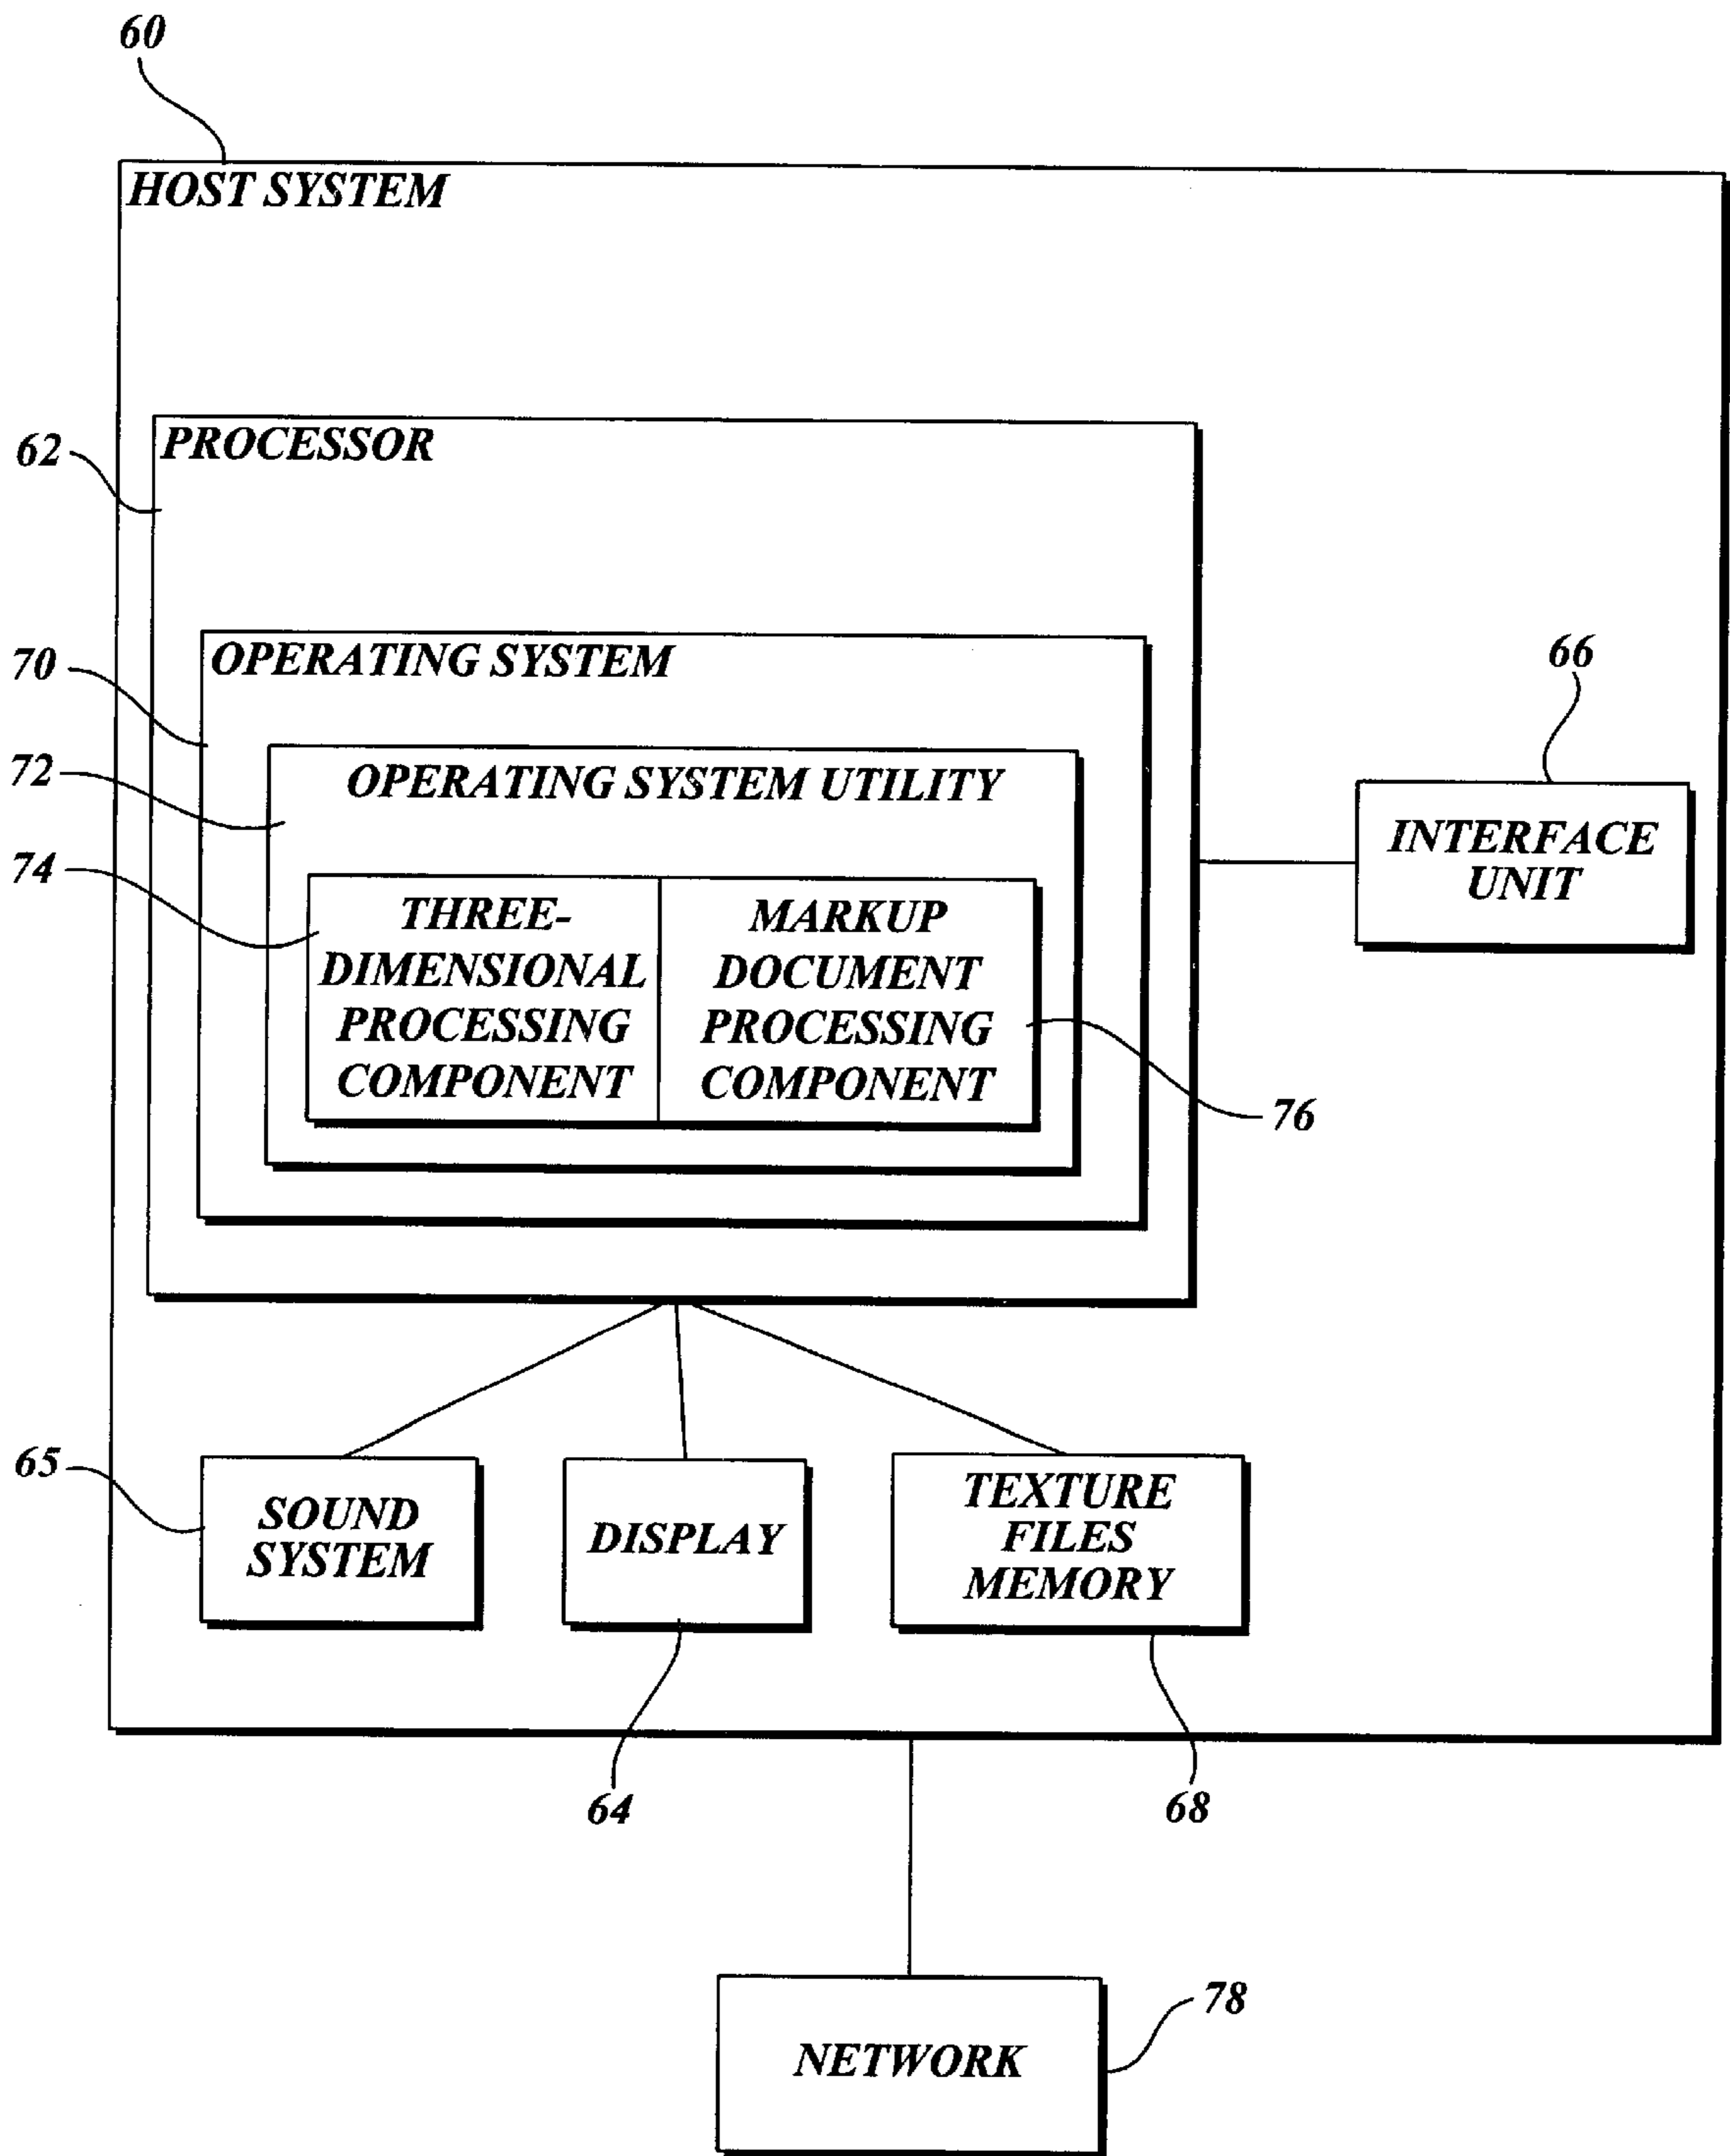 60
HOST SYSTEM
62
PROCESSOR
70
OPERATING SYSTEM
66
72
OPERATING SYSTEM UTILITY
INTERFACE
UNIT
74
THREE-
DIMENSIONAL
PROCESSING
COMPONENT
MARKUP
DOCUMENT
PROCESSING
COMPONENT
76
65
SOUND
SYSTEM
DISPLAY
TEXTURE
FILES
MEMORY
64
68
78
NETWORK